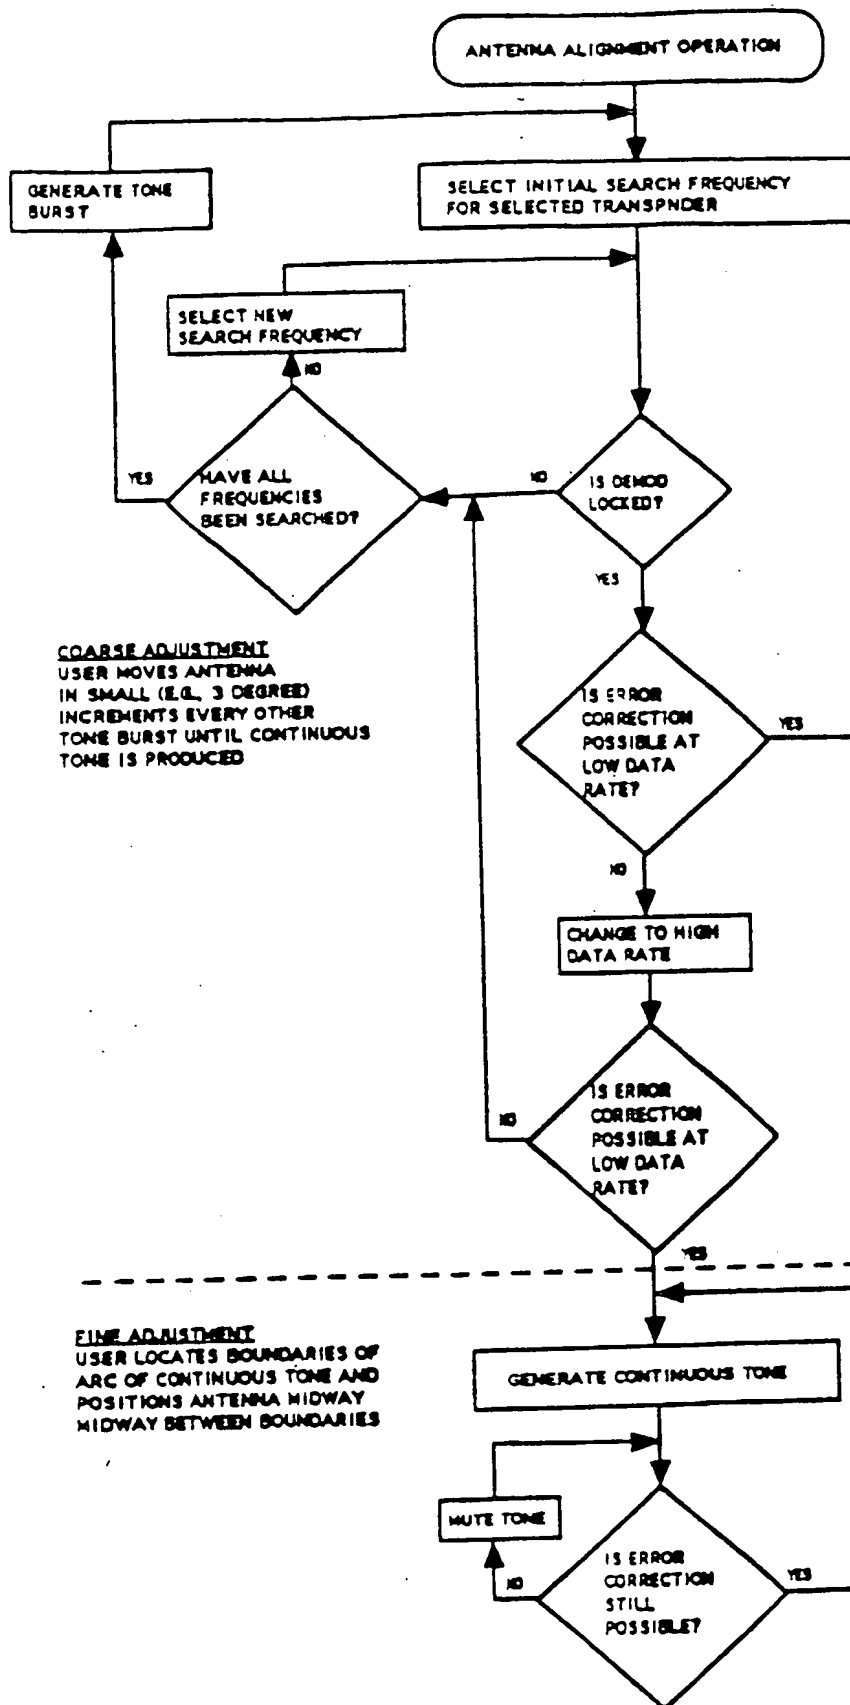 ANTENNA ALIGNMENT OPERATION
GENERATE TONE
BURST
SELECT INITIAL SEARCH FREQUENCY
FOR SELECTED TRANSPNDER
SELECT NEW
SEARCH FREQUENCY
NO
YES
HAVE ALL
FREQUENCIES
BEEN SEARCHED?
NO
IS DEMOD
LOCKED?
YES
COARSE ADJUSTMENT
USER MOVES ANTENNA
IN SMALL (E.G., 3 DEGREE)
INCREMENTS EVERY OTHER
TONE BURST UNTIL CONTINUOUS
TONE IS PRODUCED
IS ERROR
CORRECTION
POSSIBLE AT
LOW DATA
RATE?
YES
NO
CHANGE TO HIGH
DATA RATE
IS ERROR
CORRECTION
POSSIBLE AT
LOW DATA
RATE?
NO
YES
FINE ADJUSTMENT
USER LOCATES BOUNDARIES OF
ARC OF CONTINUOUS TONE AND
POSITIONS ANTENNA MIDWAY
MIDWAY BETWEEN BOUNDARIES
GENERATE CONTINUOUS TONE
MUTE TONE
NO
IS ERROR
CORRECTION
STILL
POSSIBLE?
YES